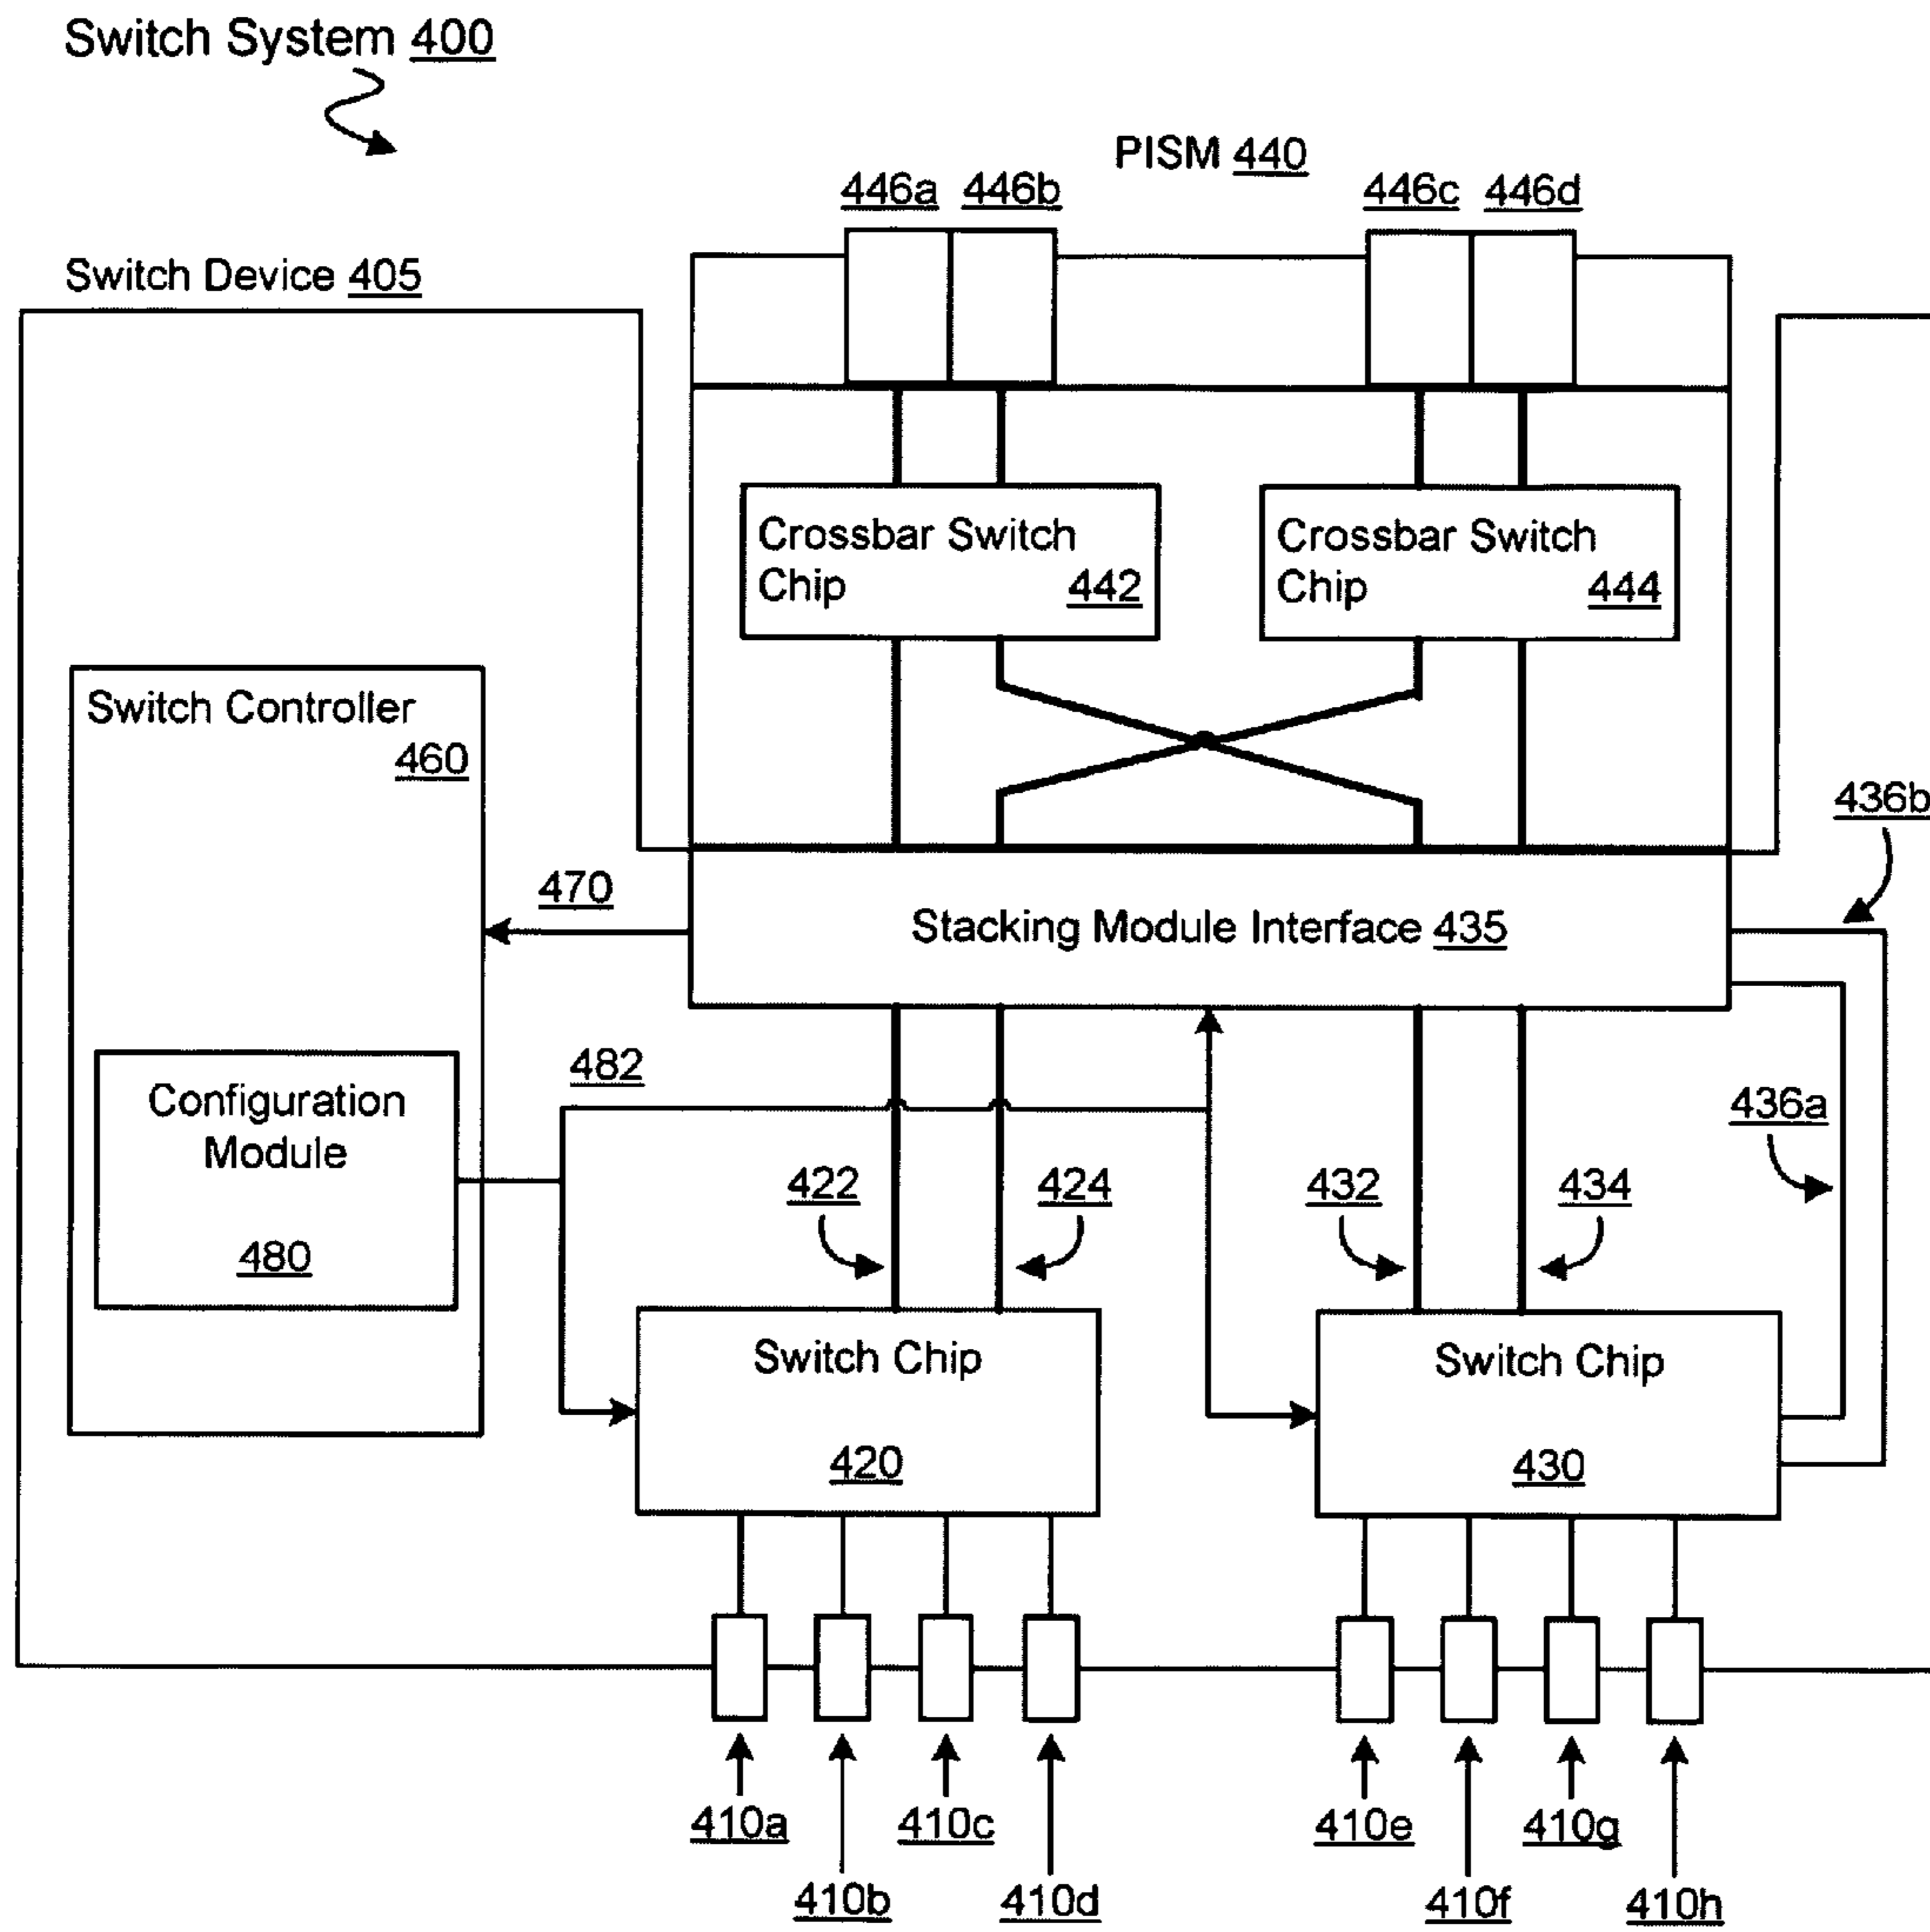 Switch System 400
PISM 440
446a 446b 446c 446d
Switch Device 405
Crossbar Switch
Chip 442
Crossbar Switch
Chip 444
Switch Controller
460
436b
470
Stacking Module Interface 435
482
Configuration
Module
480
436a
422
424
432
434
Switch Chip
420
Switch Chip
430
410a
410b
410c
410d
410e
410f
410g
410h